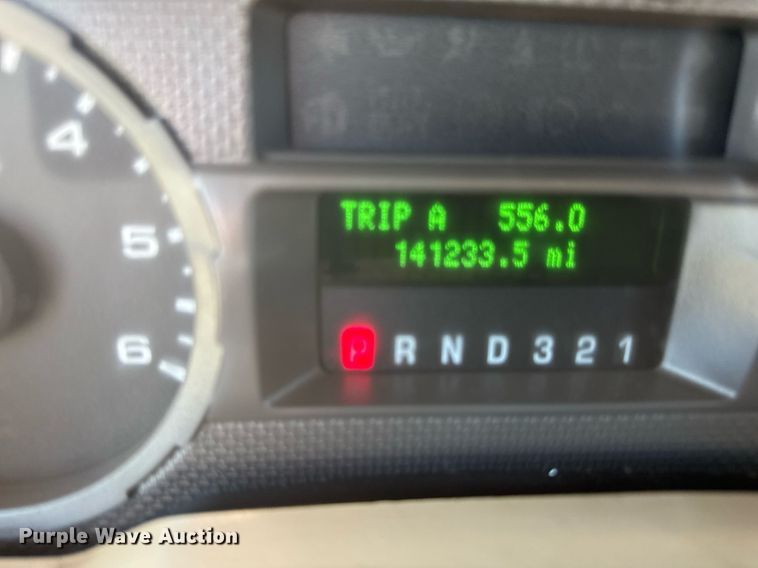 4
5
6
TRIP A 556.0
141233.5 mi
P R N D 3 2 1
Purple Wave Auction